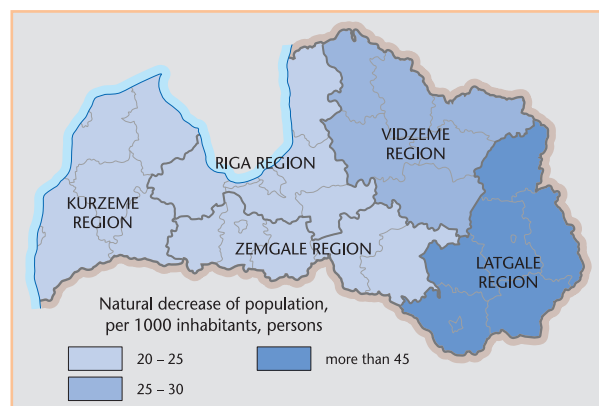 VIDZEME
REGION
RIGA REGION
KURZEME
REGION
ZEMGALE REGION
LATGALE
REGION
Natural decrease of population,
per 1000 inhabitants, persons
20 – 25
more than 45
25 – 30